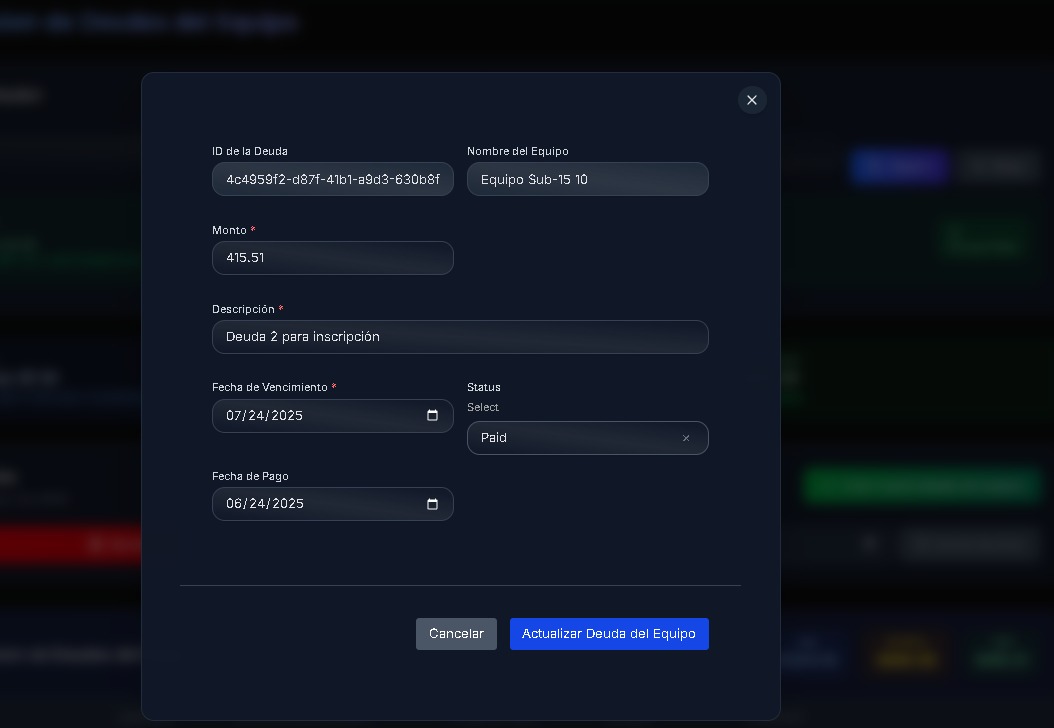 ID de la Deuda
Nombre del Equipo
4c4959f2-d87f-41b1-a9d3-630b8f
Equipo Sub-15 10
Monto *
415.51
Descripción *
Deuda 2 para inscripción
Fecha de Vencimiento *
Status
Select
07/24/2025
Paid
Fecha de Pago
06/24/2025
Cancelar
Actualizar Deuda del Equipo